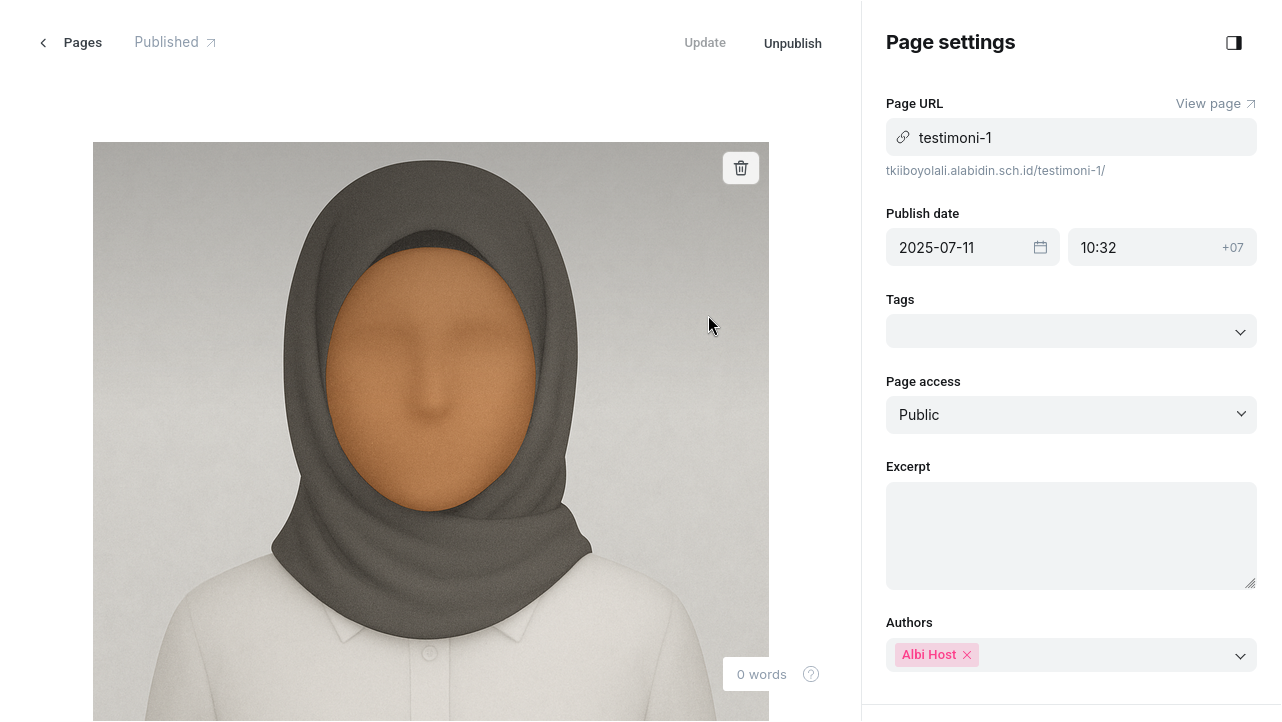 Pages
Published
Update
Unpublish
0 words
?
Page settings
Page URL
View page
testimoni-1
tkiiboyolali.alabidin.sch.id/testimoni-1/
Publish date
2025-07-11
10:32
+07
Tags
Page access
Public
Excerpt
Authors
Albi Host